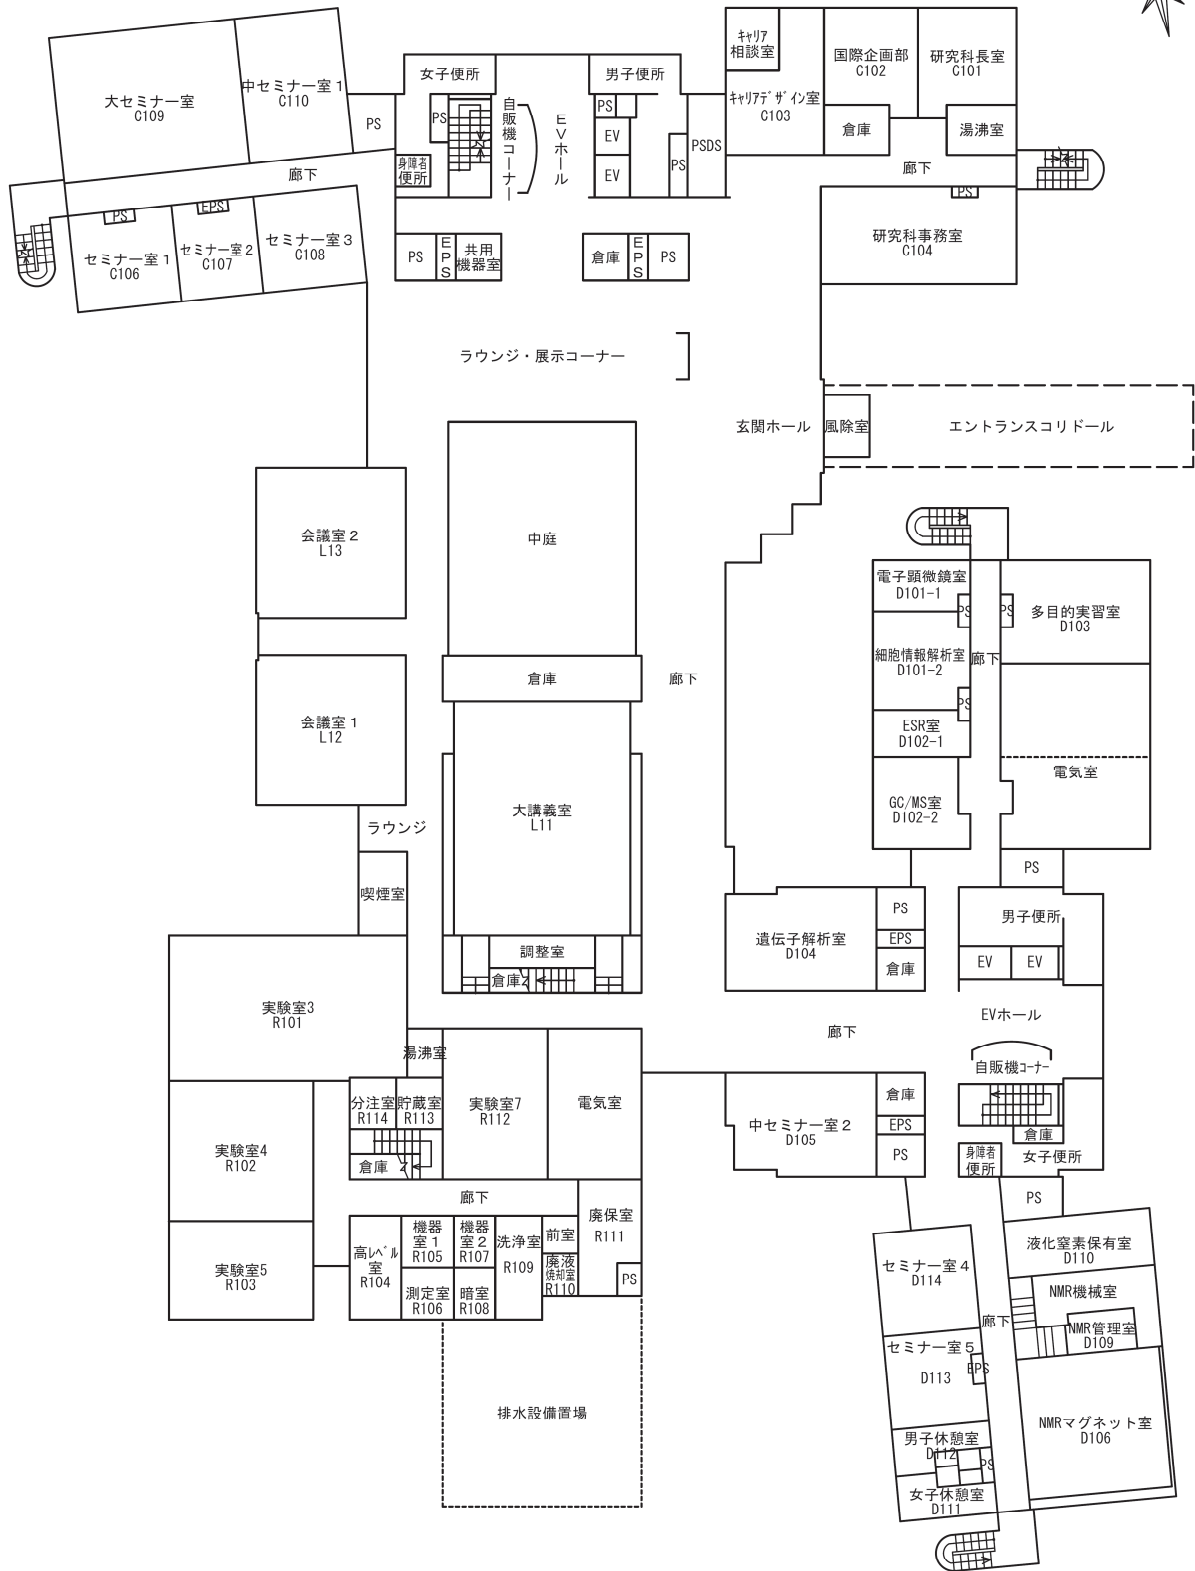 キャリア
相談室
国際企画部
C102
研究科長室
C101
キャリアデザイン室
C103
倉庫
湯沸室
廊下
PS
研究科事務室
C104
大セミナー室
C109
中セミナー室1
C110
PS
廊下
PS
EPS
セミナー室1
C106
セミナー室2
C107
セミナー室3
C108
女子便所
PS
身障者
便所
自販機コーナー
EVホール
男子便所
PS
EV
EV
PS
PSDS
PS
EPS
共用
機器室
倉庫
EPS
PS
ラウンジ・展示コーナー
玄関ホール
風除室
エントランスコリドール
会議室2
L13
中庭
倉庫
廊下
会議室1
L12
大講義室
L11
ラウンジ
喫煙室
調整室
倉庫2
電子顕微鏡室
D101-1
PS
PS
多目的実習室
D103
細胞情報解析室
D101-2
廊下
PS
ESR室
D102-1
電気室
GC/MS室
D102-2
PS
遺伝子解析室
D104
PS
EPS
倉庫
男子便所
EV
EV
EVホール
廊下
自販機コーナー
実験室3
R101
湯沸室
分注室
R114
貯蔵室
R113
実験室7
R112
電気室
倉庫 2
実験室4
R102
廊下
実験室5
R103
高レベル
室
R104
機器
室1
R105
機器
室2
R107
洗浄室
R109
前室
廃保室
R111
測定室
R106
暗室
R108
廃液
焼却室
R110
PS
排水設備置場
中セミナー室2
D105
倉庫
EPS
PS
倉庫
身障者
便所
女子便所
PS
セミナー室4
D114
液化窒素保有室
D110
NMR機械室
廊下
NMR管理室
D109
セミナー室5
D113
EPS
NMRマグネット室
D106
男子休憩室
D112
PS
女子休憩室
D111